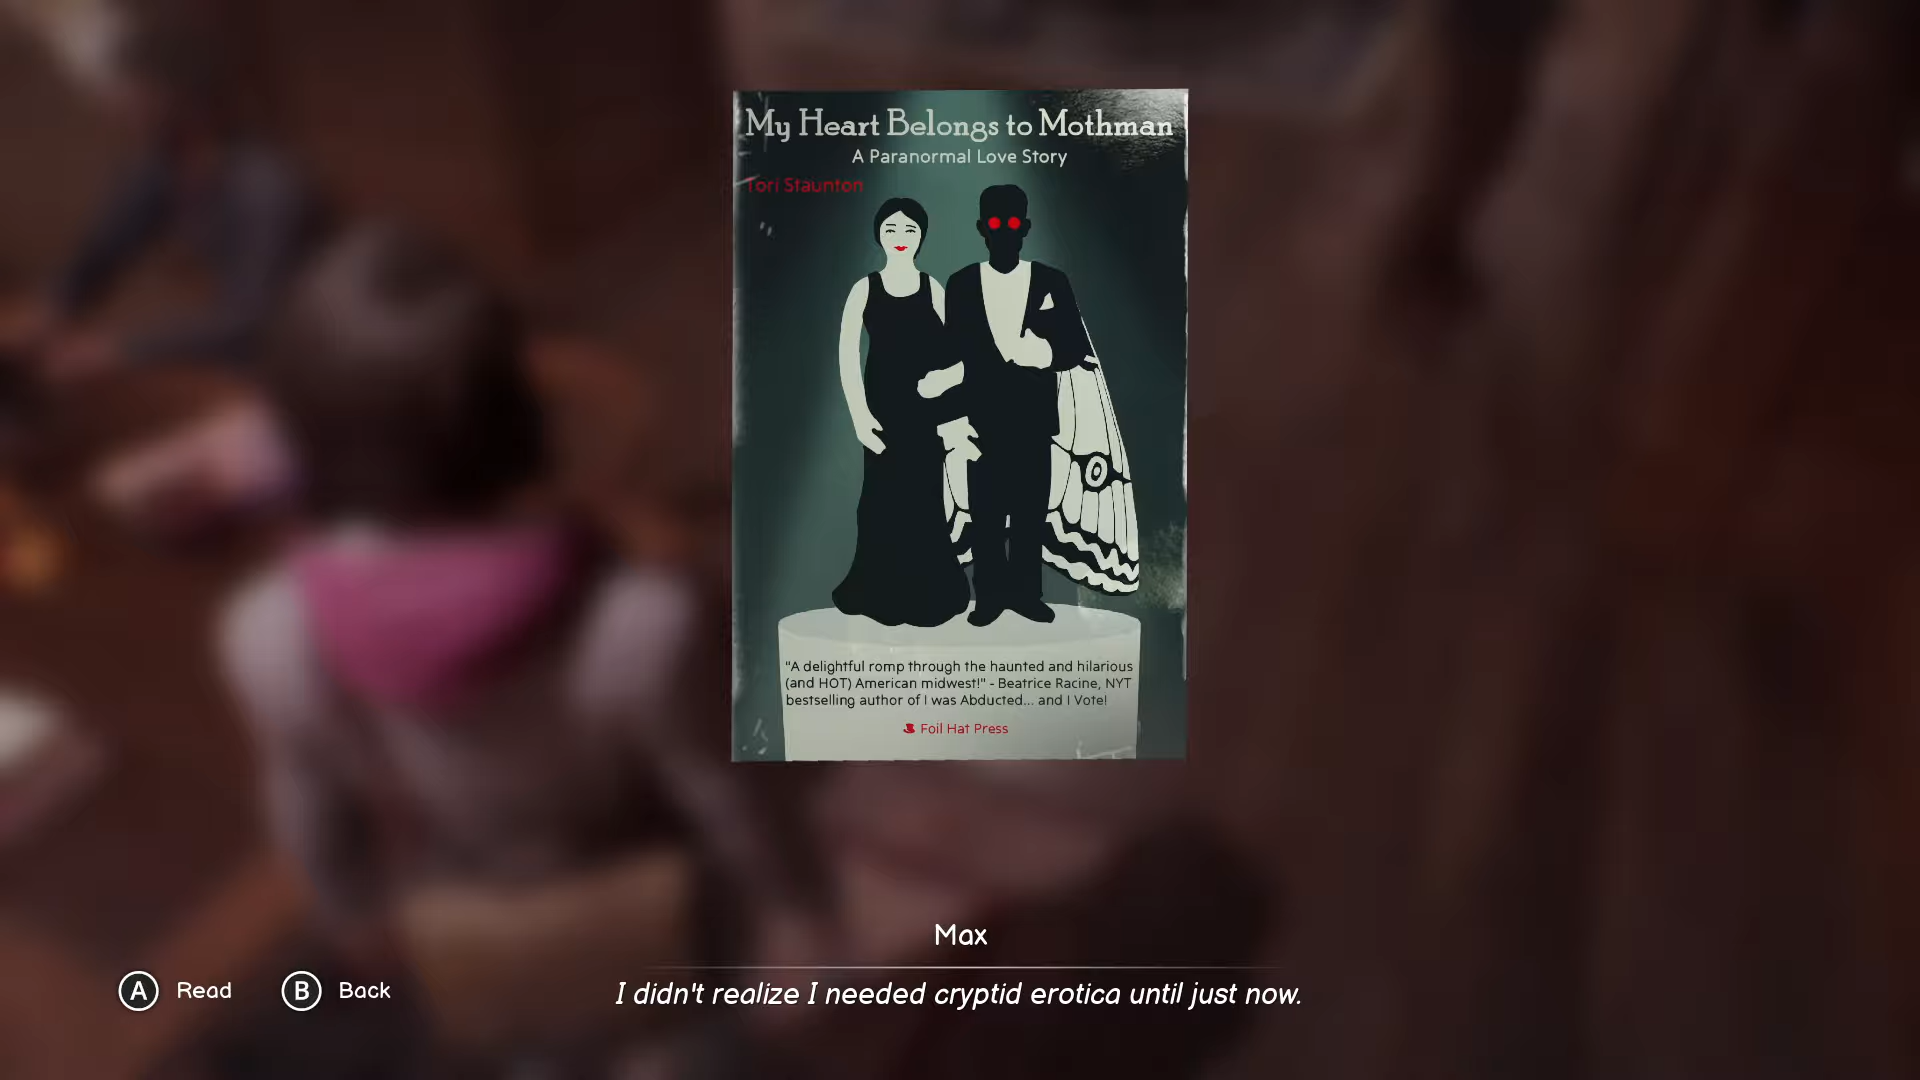 My Heart Belongs to Mothman
A Paranormal Love Story
Tori Staunton
"A delightful romp through the haunted and hilarious
(and HOT) American midwest!" - Beatrice Racine, NYT
bestselling author of I was Abducted... and I Vote!
Foil Hat Press
Max
A Read B Back
I didn't realize I needed cryptid erotica until just now.